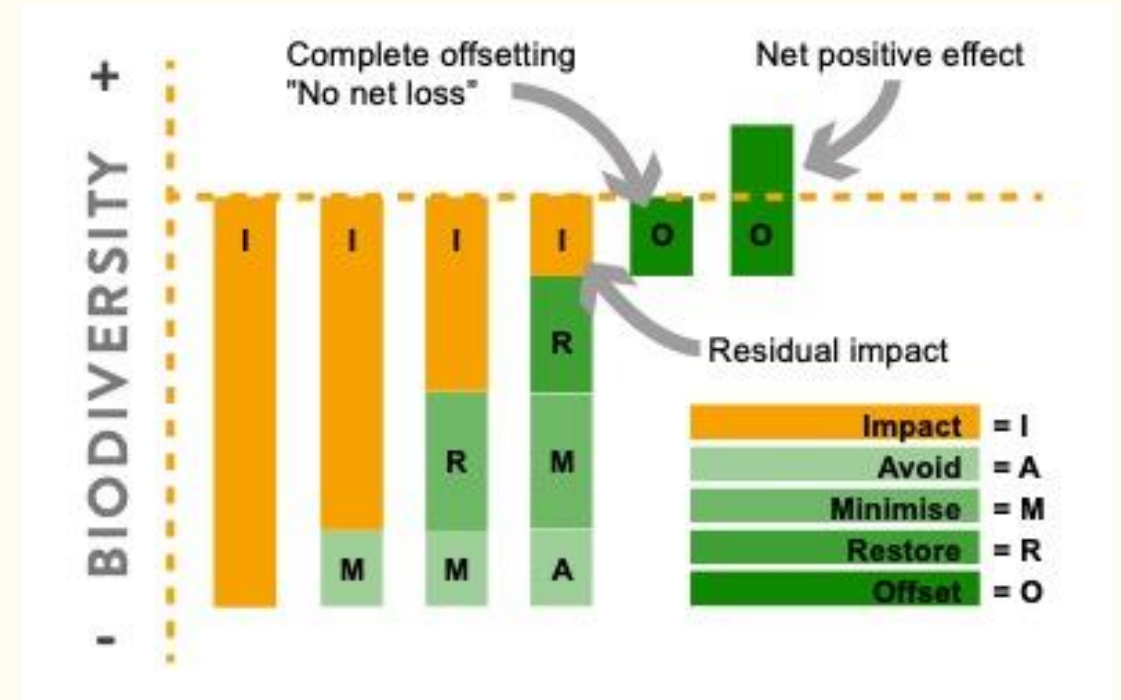 Complete offsetting
"No net loss"
Net positive effect
+
BIODIVERSITY
-
I
I
I
I
O
O
R
R
M
M
M
A
Residual impact
Impact = I
Avoid = A
Minimise = M
Restore = R
Offset = O